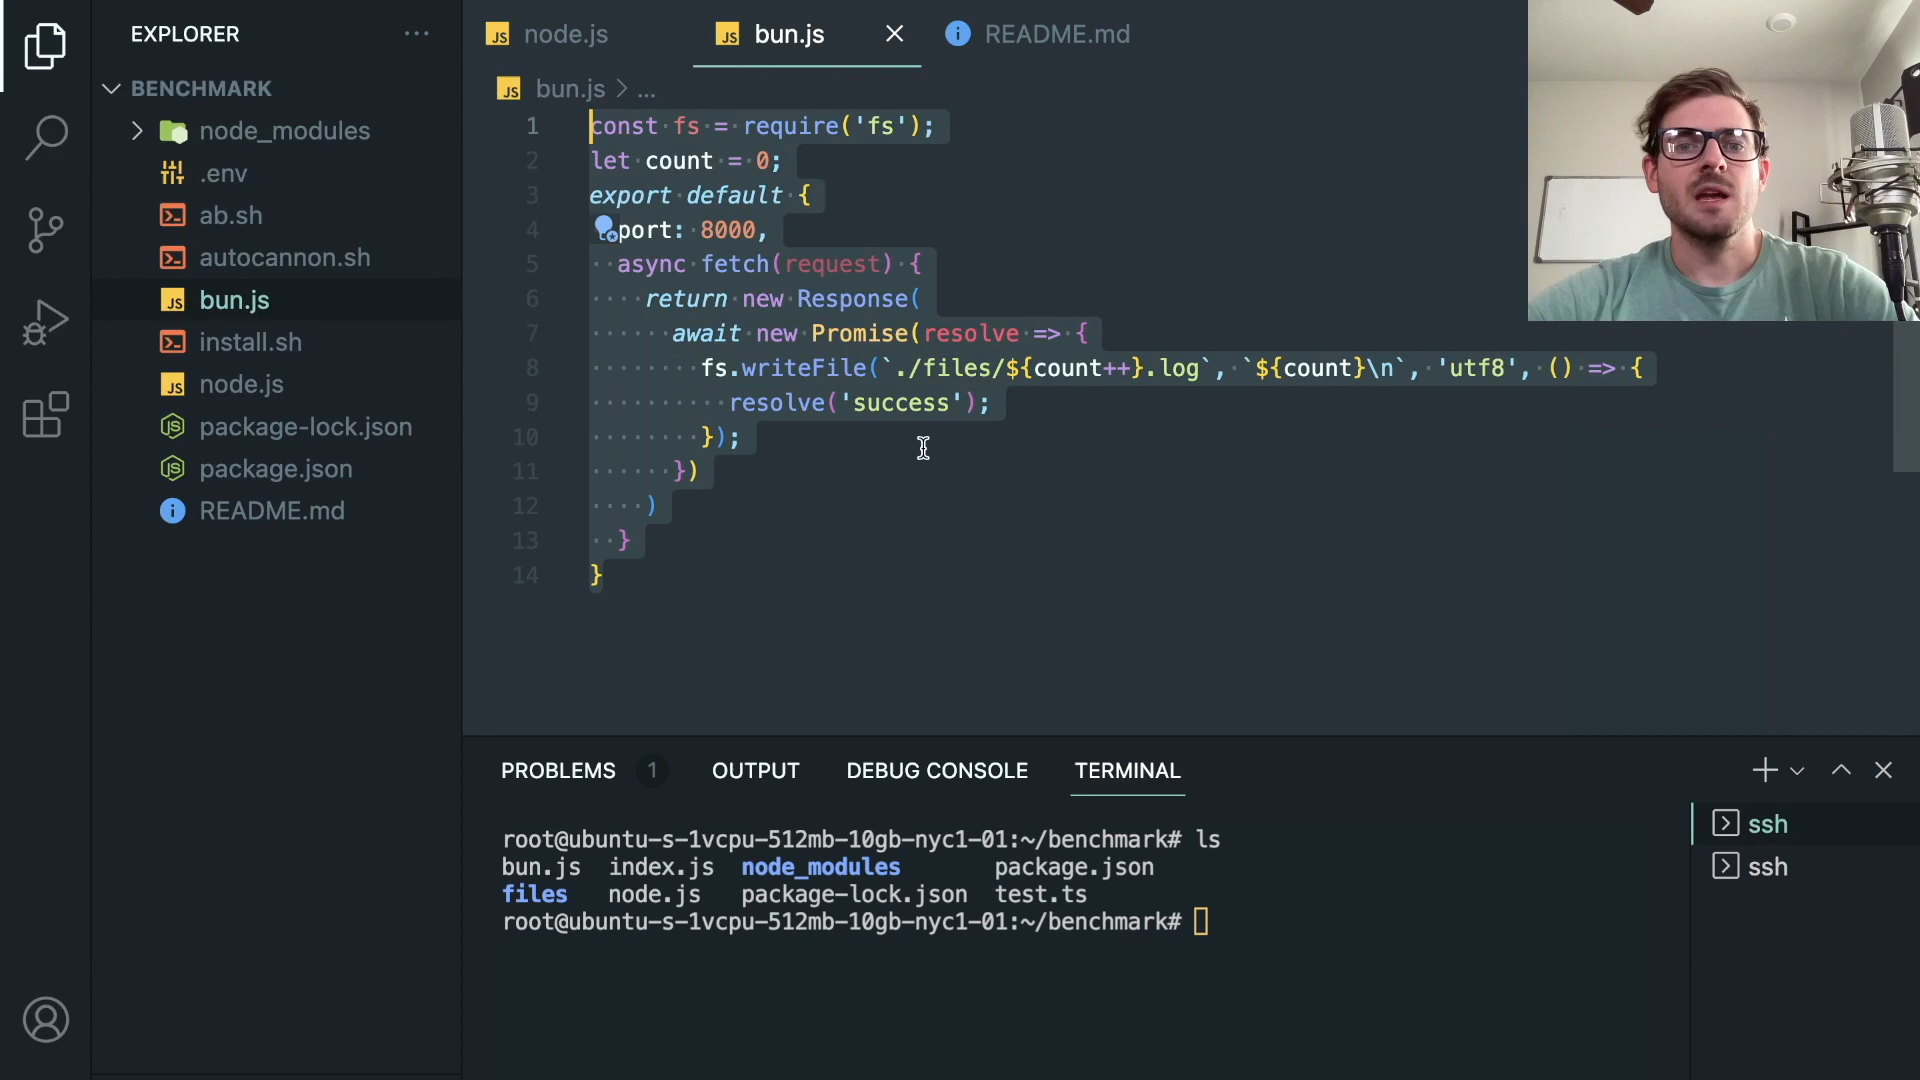 EXPLORER
BENCHMARK
node_modules
.env
ab.sh
autocannon.sh
bun.js
install.sh
node.js
package-lock.json
package.json
README.md
JS node.js
JS bun.js
README.md
JS bun.js > ...
1 const fs = require('fs');
2 let count = 0;
3 export default {
4 port: 8000,
5 async fetch(request) {
6 return new Response(
7 await new Promise(resolve => {
8 fs.writeFile(`./files/${count++}.log`, `${count}\n`, 'utf8', () => {
9 resolve('success');
10 });
11 })
12 )
13 }
14 }
PROBLEMS 1 OUTPUT DEBUG CONSOLE TERMINAL
root@ubuntu-s-1vcpu-512mb-10gb-nyc1-01:~/benchmark# ls
bun.js index.js node_modules package.json
files node.js package-lock.json test.ts
root@ubuntu-s-1vcpu-512mb-10gb-nyc1-01:~/benchmark#
ssh
ssh